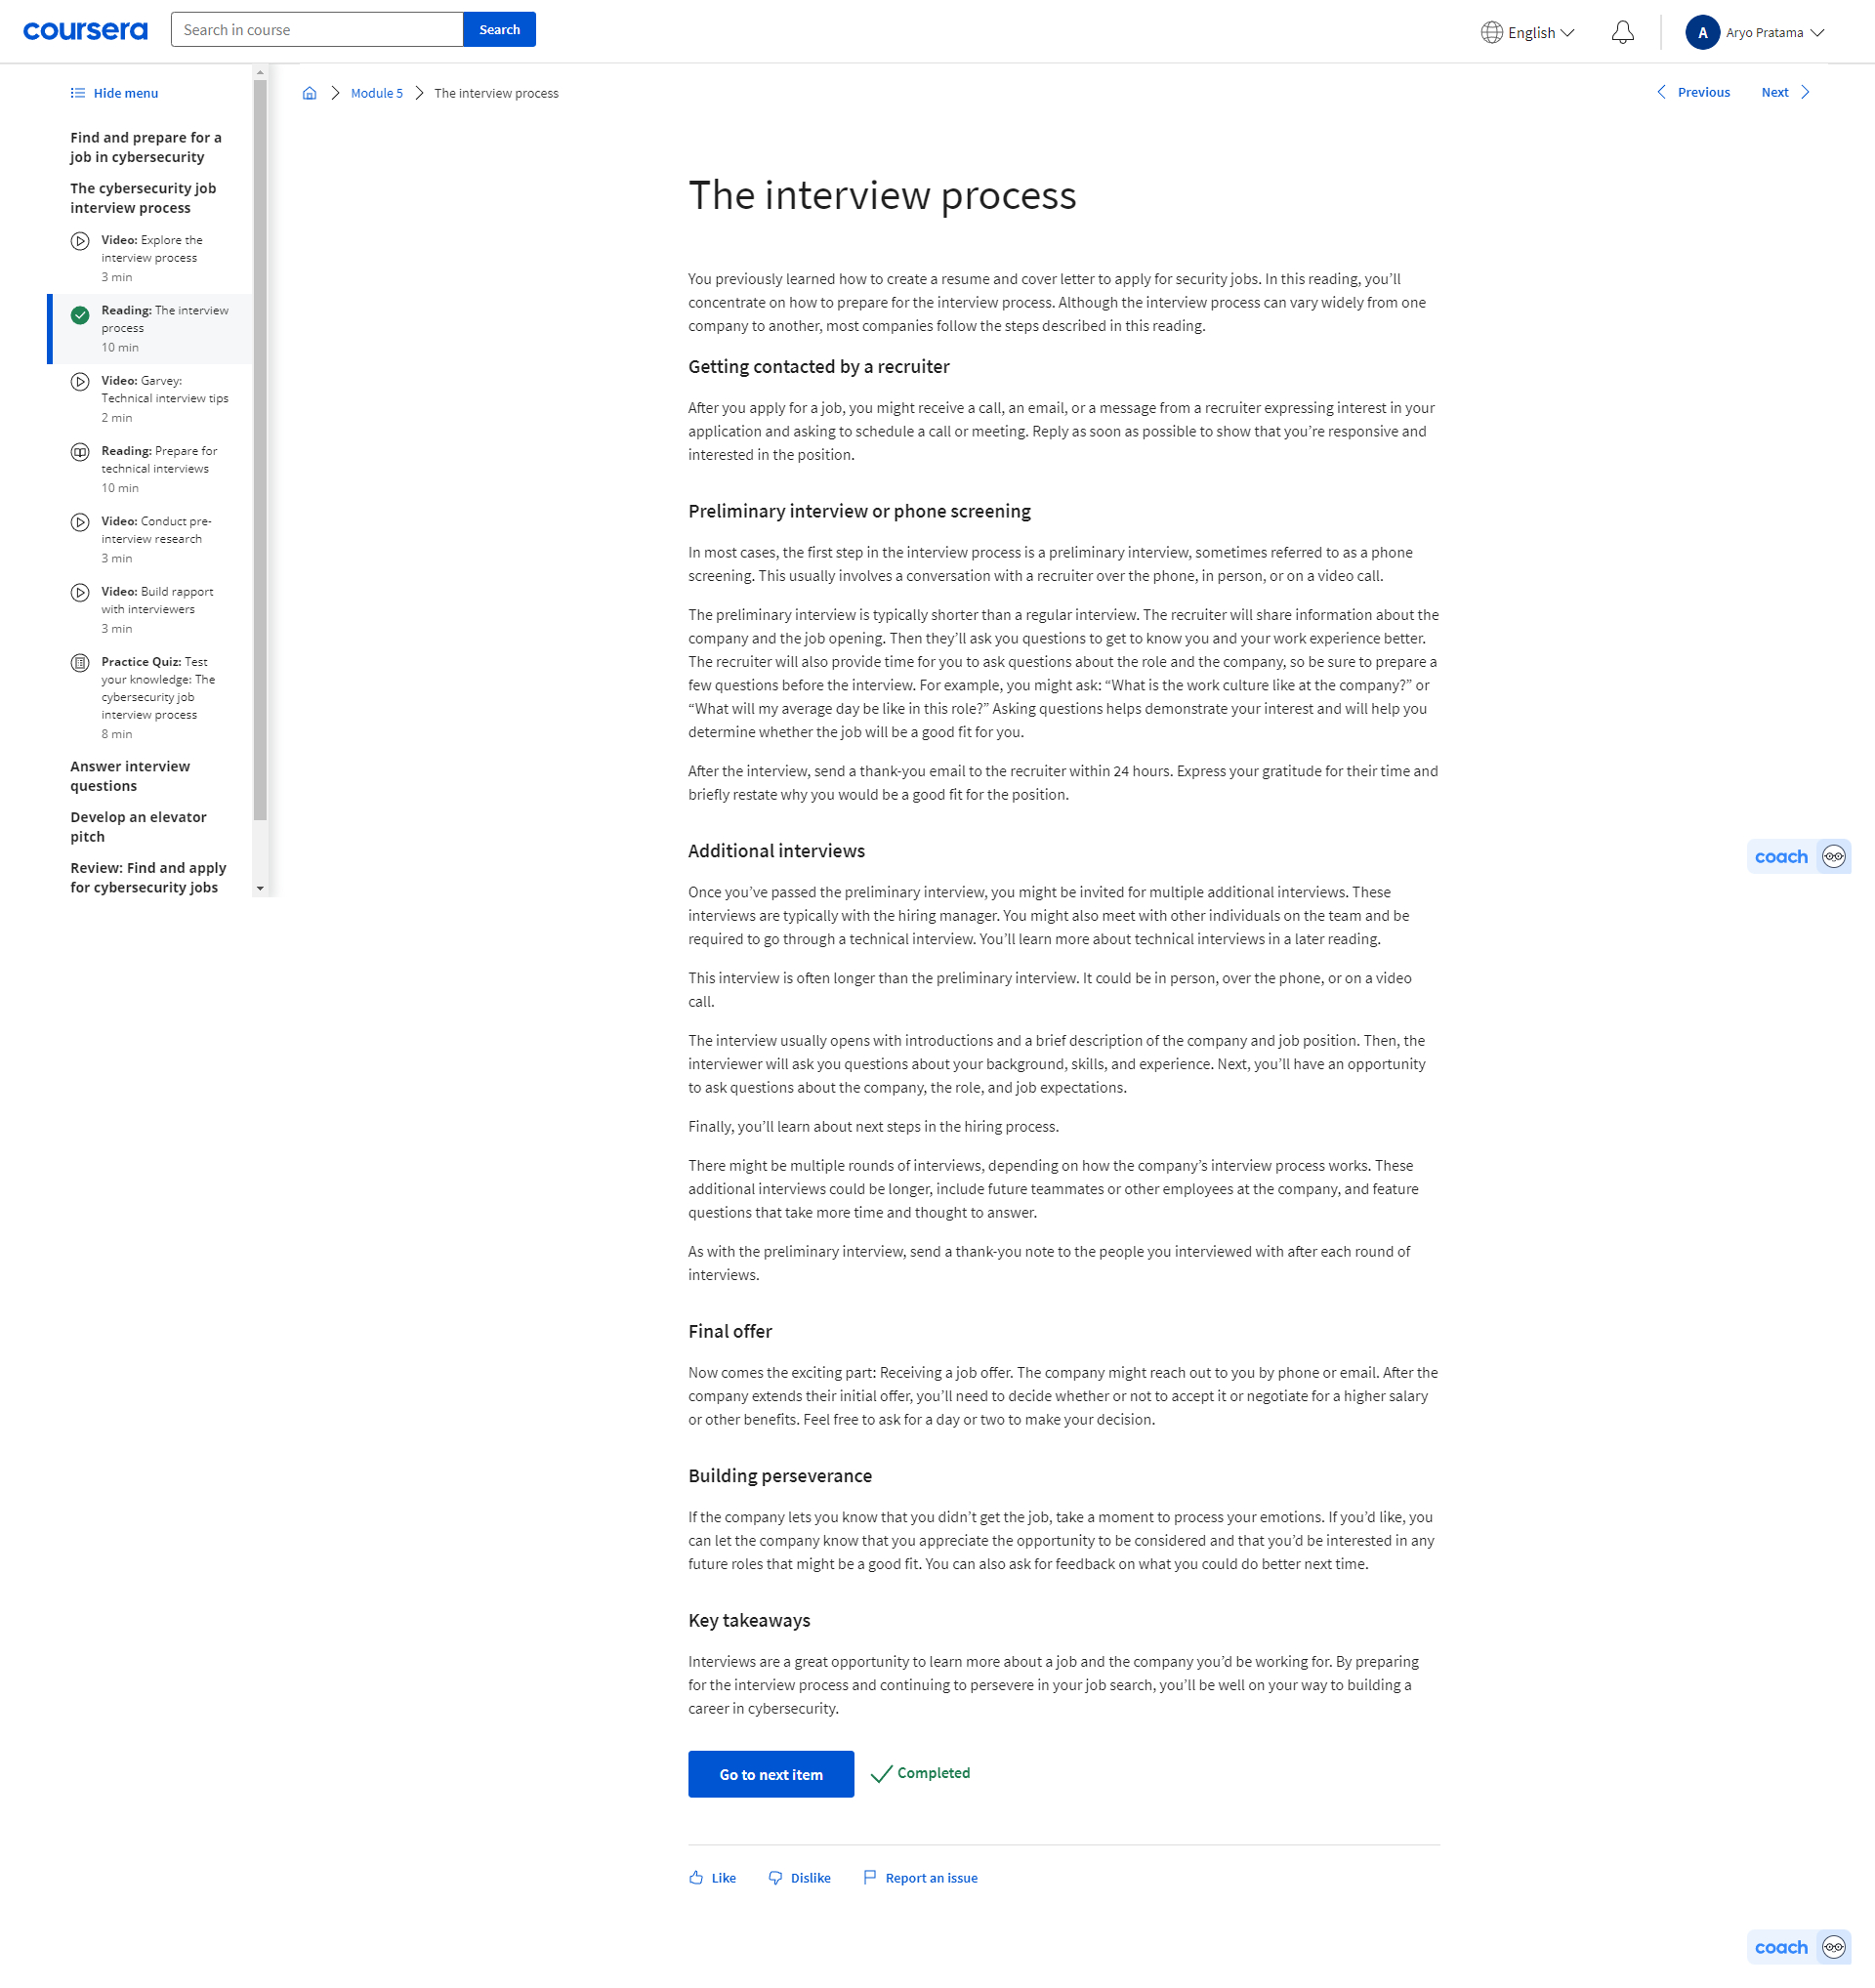 coursera
Search in course
Search
English
A
Aryo Pratama
Hide menu
Find and prepare for a
job in cybersecurity
The cybersecurity job
interview process
Video: Explore the
interview process
3 min
Reading: The interview
process
10 min
Video: Garvey:
Technical interview tips
2 min
Reading: Prepare for
technical interviews
10 min
Video: Conduct pre-
interview research
3 min
Video: Build rapport
with interviewers
3 min
Practice Quiz: Test
your knowledge: The
cybersecurity job
interview process
8 min
Answer interview
questions
Develop an elevator
pitch
Review: Find and apply
for cybersecurity jobs
Module 5
The interview process
Previous
Next
The interview process
You previously learned how to create a resume and cover letter to apply for security jobs. In this reading, you’ll
concentrate on how to prepare for the interview process. Although the interview process can vary widely from one
company to another, most companies follow the steps described in this reading.
Getting contacted by a recruiter
After you apply for a job, you might receive a call, an email, or a message from a recruiter expressing interest in your
application and asking to schedule a call or meeting. Reply as soon as possible to show that you’re responsive and
interested in the position.
Preliminary interview or phone screening
In most cases, the first step in the interview process is a preliminary interview, sometimes referred to as a phone
screening. This usually involves a conversation with a recruiter over the phone, in person, or on a video call.
The preliminary interview is typically shorter than a regular interview. The recruiter will share information about the
company and the job opening. Then they’ll ask you questions to get to know you and your work experience better.
The recruiter will also provide time for you to ask questions about the role and the company, so be sure to prepare a
few questions before the interview. For example, you might ask: “What is the work culture like at the company?” or
“What will my average day be like in this role?” Asking questions helps demonstrate your interest and will help you
determine whether the job will be a good fit for you.
After the interview, send a thank-you email to the recruiter within 24 hours. Express your gratitude for their time and
briefly restate why you would be a good fit for the position.
Additional interviews
Once you’ve passed the preliminary interview, you might be invited for multiple additional interviews. These
interviews are typically with the hiring manager. You might also meet with other individuals on the team and be
required to go through a technical interview. You’ll learn more about technical interviews in a later reading.
This interview is often longer than the preliminary interview. It could be in person, over the phone, or on a video
call.
The interview usually opens with introductions and a brief description of the company and job position. Then, the
interviewer will ask you questions about your background, skills, and experience. Next, you’ll have an opportunity
to ask questions about the company, the role, and job expectations.
Finally, you’ll learn about next steps in the hiring process.
There might be multiple rounds of interviews, depending on how the company’s interview process works. These
additional interviews could be longer, include future teammates or other employees at the company, and feature
questions that take more time and thought to answer.
As with the preliminary interview, send a thank-you note to the people you interviewed with after each round of
interviews.
Final offer
Now comes the exciting part: Receiving a job offer. The company might reach out to you by phone or email. After the
company extends their initial offer, you’ll need to decide whether or not to accept it or negotiate for a higher salary
or other benefits. Feel free to ask for a day or two to make your decision.
Building perseverance
If the company lets you know that you didn’t get the job, take a moment to process your emotions. If you’d like, you
can let the company know that you appreciate the opportunity to be considered and that you’d be interested in any
future roles that might be a good fit. You can also ask for feedback on what you could do better next time.
Key takeaways
Interviews are a great opportunity to learn more about a job and the company you’d be working for. By preparing
for the interview process and continuing to persevere in your job search, you’ll be well on your way to building a
career in cybersecurity.
Go to next item
Completed
Like
Dislike
Report an issue
coach
coach